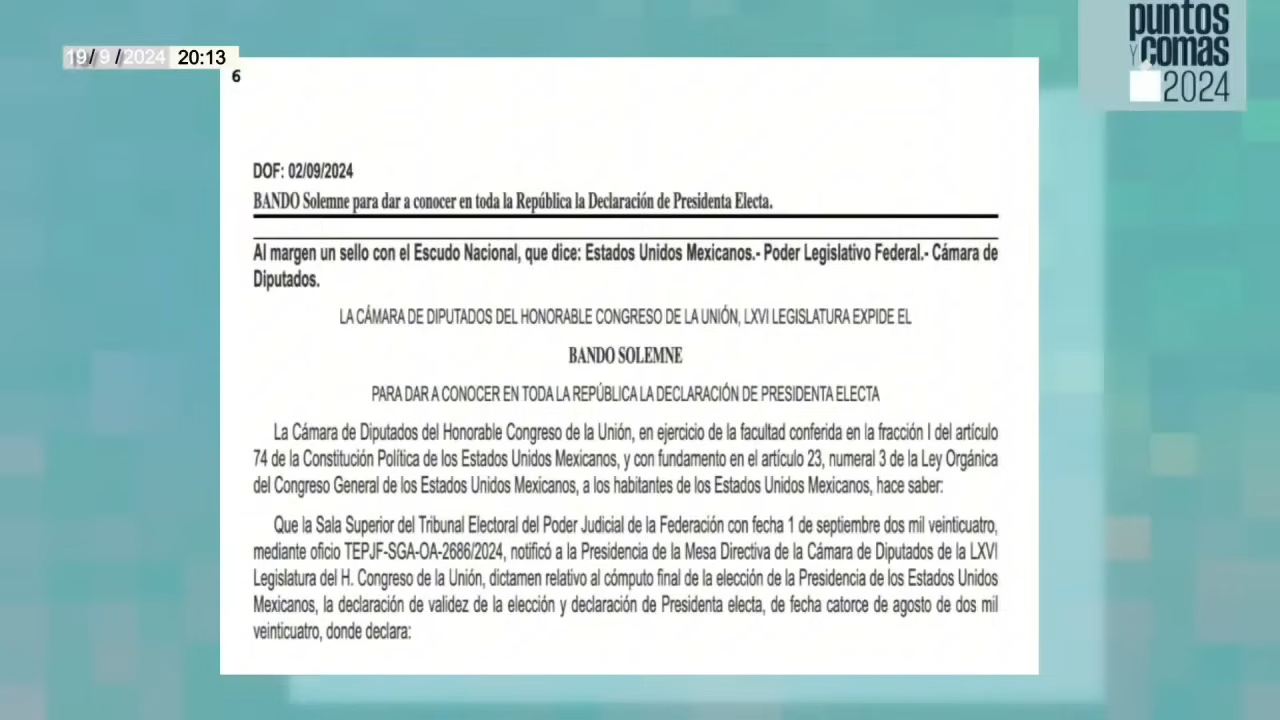 puntos
Y comas
2024
19/ 9 /2024 20:13
6
DOF: 02/09/2024
BANDO Solemne para dar a conocer en toda la República la Declaración de Presidenta Electa.
Al margen un sello con el Escudo Nacional, que dice: Estados Unidos Mexicanos.- Poder Legislativo Federal.- Cámara de
Diputados.
LA CÁMARA DE DIPUTADOS DEL HONORABLE CONGRESO DE LA UNIÓN, LXVI LEGISLATURA EXPIDE EL
BANDO SOLEMNE
PARA DAR A CONOCER EN TODA LA REPÚBLICA LA DECLARACIÓN DE PRESIDENTA ELECTA
La Cámara de Diputados del Honorable Congreso de la Unión, en ejercicio de la facultad conferida en la fracción I del artículo
74 de la Constitución Política de los Estados Unidos Mexicanos, y con fundamento en el artículo 23, numeral 3 de la Ley Orgánica
del Congreso General de los Estados Unidos Mexicanos, a los habitantes de los Estados Unidos Mexicanos, hace saber:
Que la Sala Superior del Tribunal Electoral del Poder Judicial de la Federación con fecha 1 de septiembre dos mil veinticuatro,
mediante oficio TEPJF-SGA-OA-2686/2024, notificó a la Presidencia de la Mesa Directiva de la Cámara de Diputados de la LXVI
Legislatura del H. Congreso de la Unión, dictamen relativo al cómputo final de la elección de la Presidencia de los Estados Unidos
Mexicanos, la declaración de validez de la elección y declaración de Presidenta electa, de fecha catorce de agosto de dos mil
veinticuatro, donde declara: